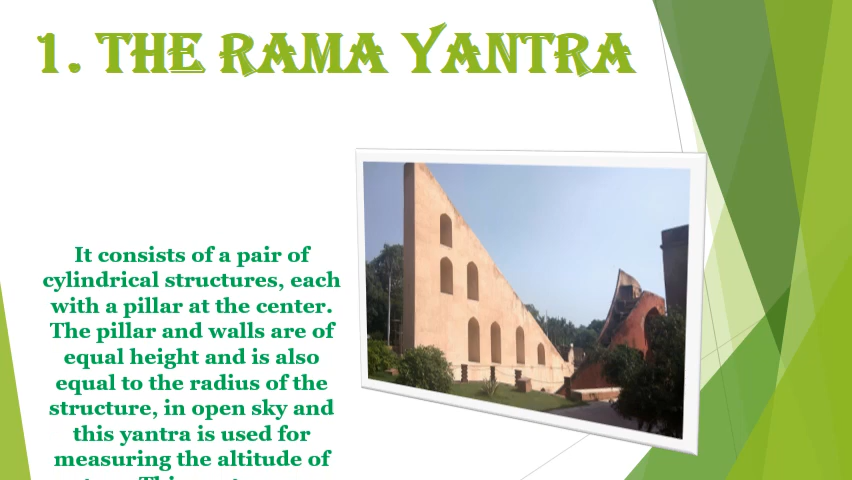 1. THE RAMA YANTRA
It consists of a pair of
cylindrical structures, each
with a pillar at the center.
The pillar and walls are of
equal height and is also
equal to the radius of the
structure, in open sky and
this yantra is used for
measuring the altitude of